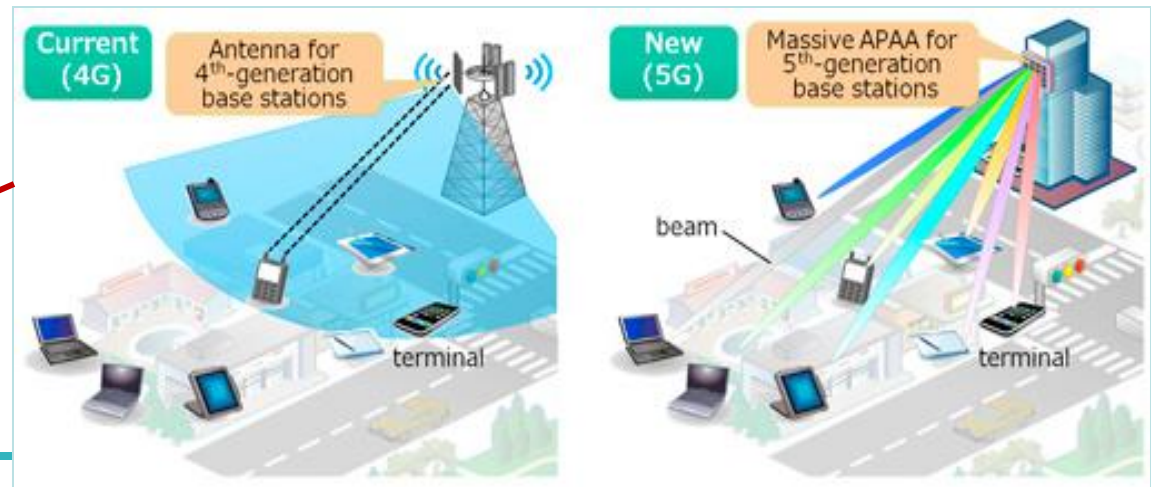 Current
(4G)
Antenna for
4th-generation
base stations
terminal
New
(5G)
Massive APAA for
5th-generation
base stations
beam
terminal